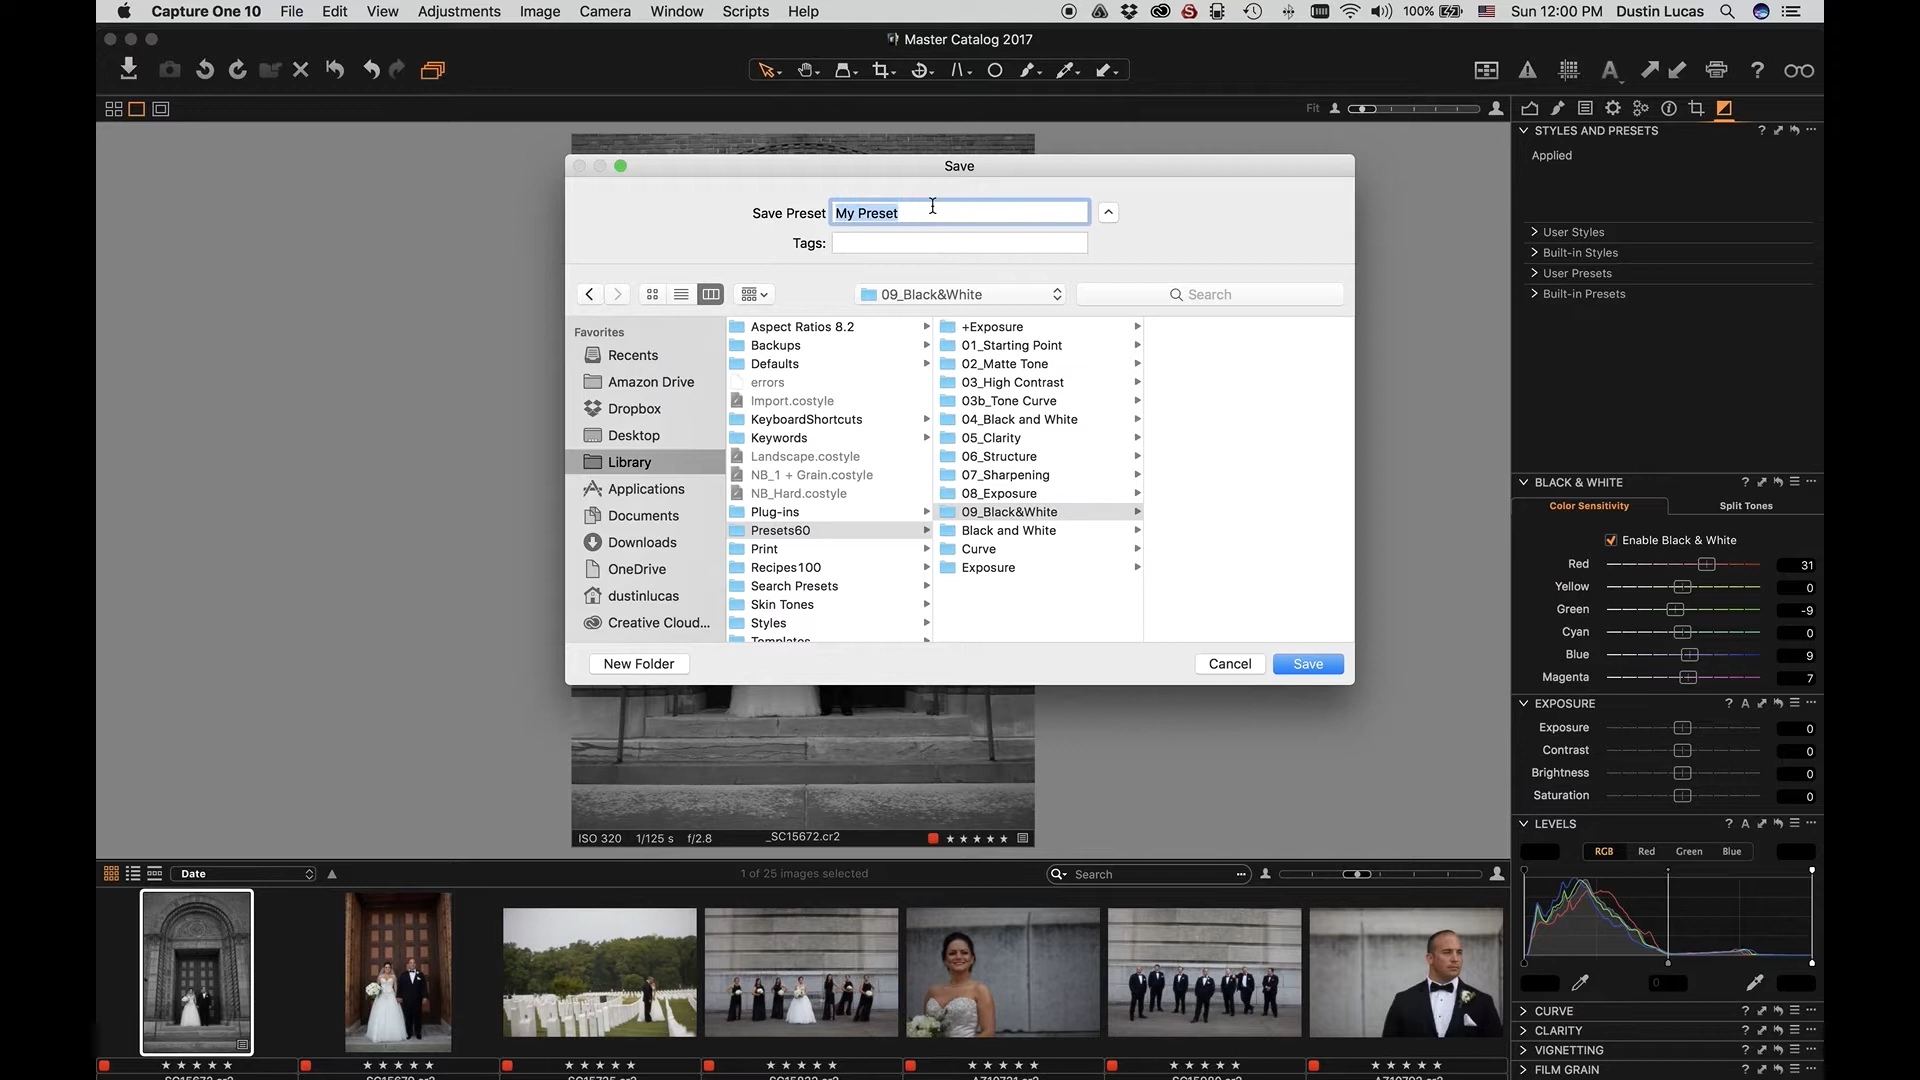 Capture One 10 File Edit View Adjustments Image Camera Window Scripts Help 100% Sun 12:00 PM Dustin Lucas
Master Catalog 2017
Fit
Save
Save Preset My Preset
Tags:
09_Black&White
Search
Favorites
Recents
Amazon Drive
Dropbox
Desktop
Library
Applications
Documents
Downloads
OneDrive
dustinlucas
Creative Cloud...
Aspect Ratios 8.2
Backups
Defaults
errors
Import.costyle
KeyboardShortcuts
Keywords
Landscape.costyle
NB_1 + Grain.costyle
NB_Hard.costyle
Plug-ins
Presets60
Print
Recipes100
Search Presets
Skin Tones
Styles
Templates
+Exposure
01_Starting Point
02_Matte Tone
03_High Contrast
03b_Tone Curve
04_Black and White
05_Clarity
06_Structure
07_Sharpening
08_Exposure
09_Black&White
Black and White
Curve
Exposure
New Folder
Cancel
Save
STYLES AND PRESETS
Applied
User Styles
Built-in Styles
User Presets
Built-in Presets
BLACK & WHITE
Color Sensitivity Split Tones
Enable Black & White
Red 31
Yellow 0
Green -9
Cyan 0
Blue 9
Magenta 7
EXPOSURE
Exposure 0
Contrast 0
Brightness 0
Saturation 0
LEVELS
RGB Red Green Blue
0
CURVE
CLARITY
VIGNETTING
FILM GRAIN
ISO 320 1/125 s f/2.8 _SC15672.cr2
Date
1 of 25 images selected
Search